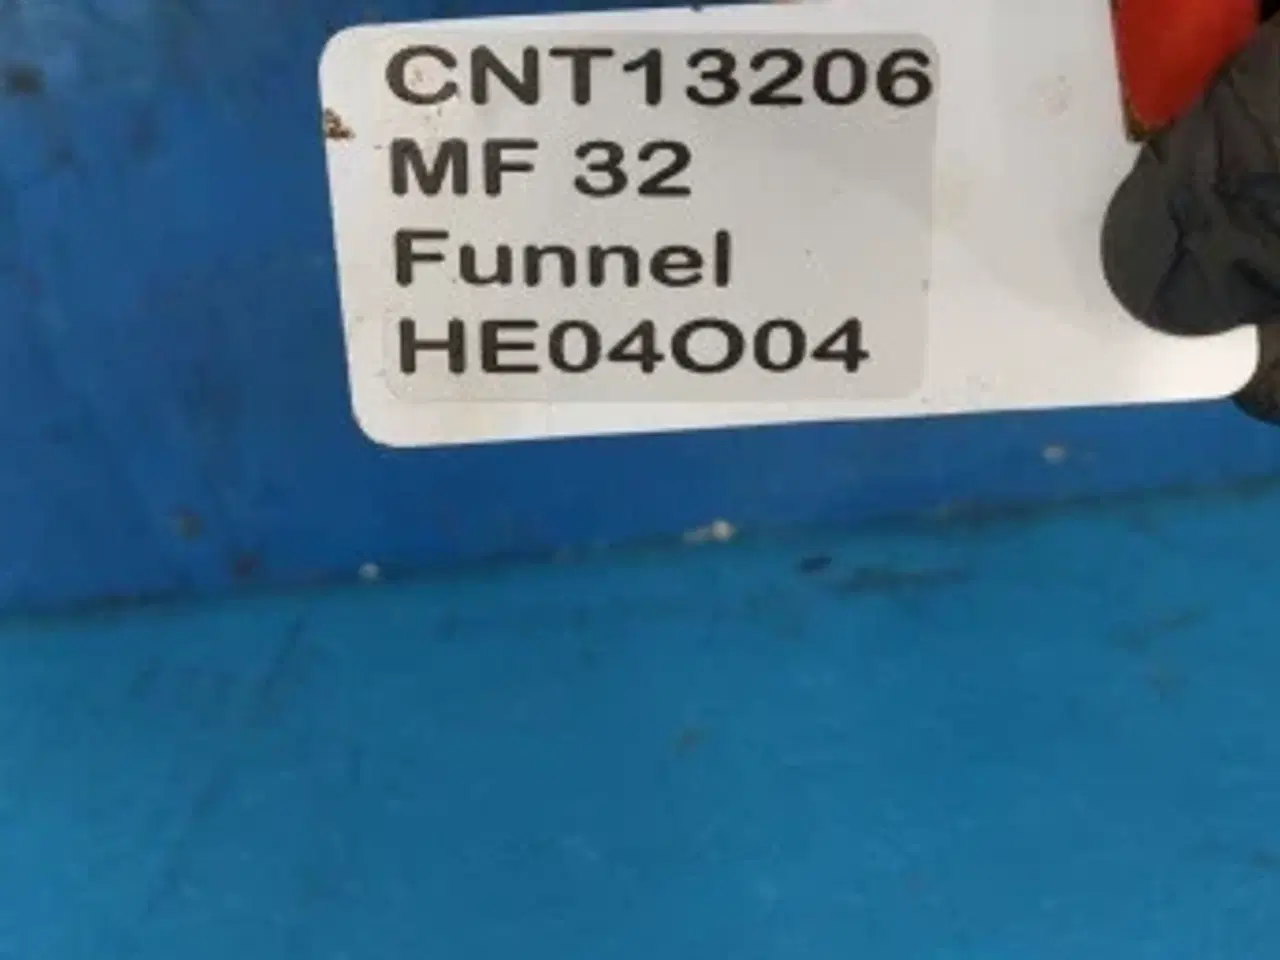 CNT13206
MF 32
Funnel
HE04O04